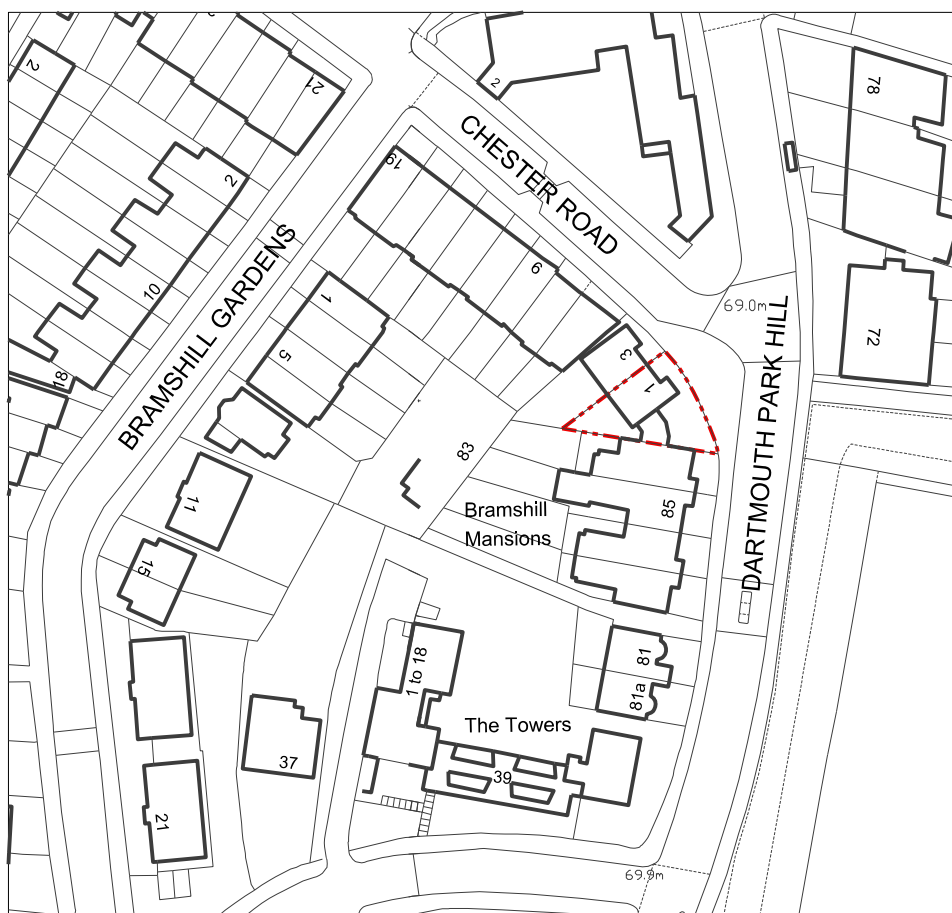 2
21
2
78
2
CHESTER ROAD
19
2
10
BRAMSHILL GARDENS
9
69.0m
DARTMOUTH PARK HILL
1
5
3
1
72
18
83
85
11
Bramshill
Mansions
15
1 to 18
81
81a
The Towers
37
39
21
69.9m